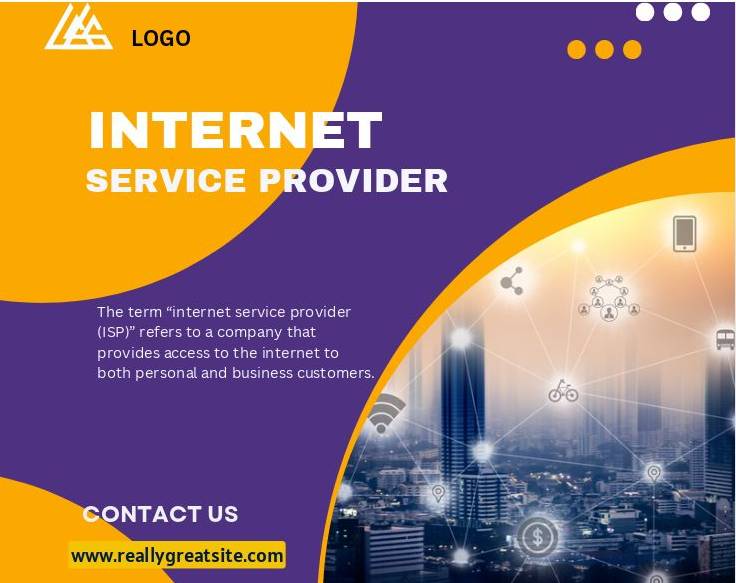 LOGO
INTERNET
SERVICE PROVIDER
The term “internet service provider
(ISP)” refers to a company that
provides access to the internet to
both personal and business customers.
CONTACT US
www.reallygreatsite.com
$